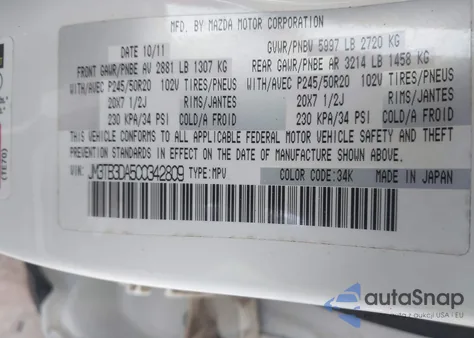 MFD. BY MAZDA MOTOR CORPORATION
DATE 10/11
GVWR/PNBV 5997 LB 2720 KG
FRONT GAWR/PNBE AV 2881 LB 1307 KG
REAR GAWR/PNBE AR 3214 LB 1458 KG
WITH/AVEC P245/50R20 102V TIRES/PNEUS
WITH/AVEC P245/50R20 102V TIRES/PNEUS
20X7 1/2J RIMS/JANTES
20X7 1/2J RIMS/JANTES
230 KPA/34 PSI COLD/A FROID
230 KPA/34 PSI COLD/A FROID
THIS VEHICLE CONFORMS TO ALL APPLICABLE FEDERAL MOTOR VEHICLE SAFETY AND THEFT
PREVENTION STANDARDS IN EFFECT ON THE DATE OF MANUFACTURE SHOWN ABOVE.
VIN: JM3TB3DA5C0342809 TYPE:MPV
COLOR CODE:34K MADE IN JAPAN
(TE70)
autaSnap
Auta z aukcji USA i EU